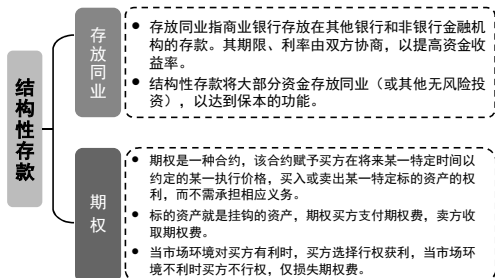 结构性存款
存放同业
● 存放同业指商业银行存放在其他银行和非银行金融机
构的存款。其期限、利率由双方协商，以提高资金收
益率。
● 结构性存款将大部分资金存放同业（或其他无风险投
资），以达到保本的功能。
期权
● 期权是一种合约，该合约赋予买方在将来某一特定时间以
约定的某一执行价格，买入或卖出某一特定标的资产的权
利，而不需承担相应义务。
● 标的资产就是挂钩的资产，期权买方支付期权费，卖方收
取期权费。
● 当市场环境对买方有利时，买方选择行权获利，当市场环
境不利时买方不行权，仅损失期权费。